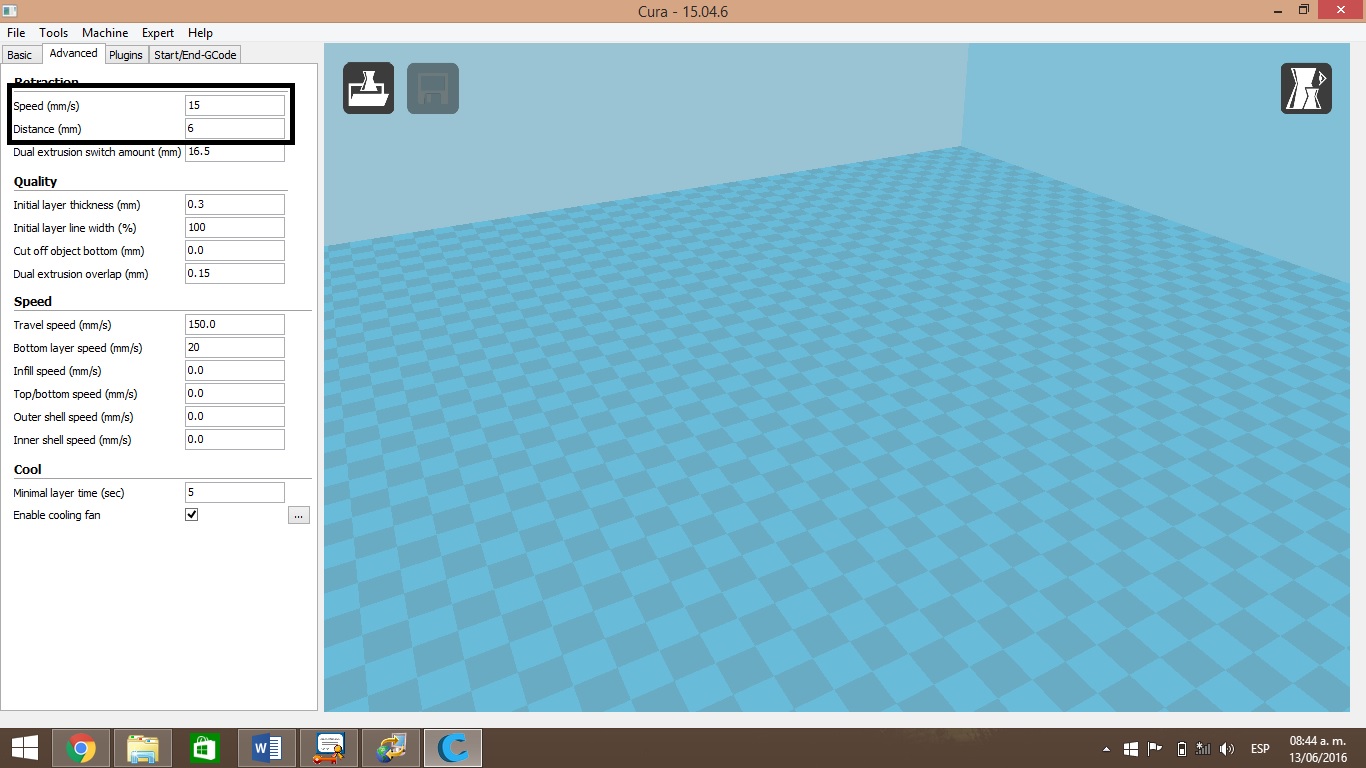 Cura - 15.04.6
File Tools Machine Expert Help
Basic Advanced Plugins Start/End-GCode
Retraction
Speed (mm/s) 15
Distance (mm) 6
Dual extrusion switch amount (mm) 16.5
Quality
Initial layer thickness (mm) 0.3
Initial layer line width (%) 100
Cut off object bottom (mm) 0.0
Dual extrusion overlap (mm) 0.15
Speed
Travel speed (mm/s) 150.0
Bottom layer speed (mm/s) 20
Infill speed (mm/s) 0.0
Top/bottom speed (mm/s) 0.0
Outer shell speed (mm/s) 0.0
Inner shell speed (mm/s) 0.0
Cool
Minimal layer time (sec) 5
Enable cooling fan ...
ESP
08:44 a. m.
13/06/2016